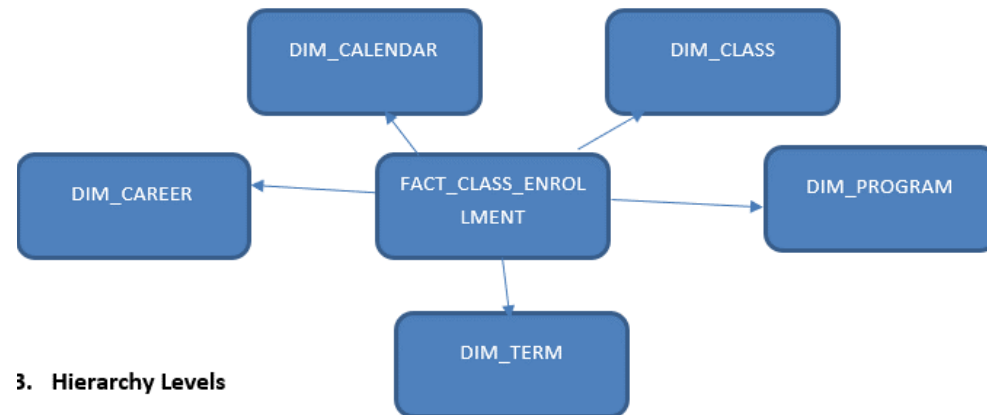 DIM_CALENDAR
DIM_CLASS
DIM_CAREER
FACT_CLASS_ENROL
LMENT
DIM_PROGRAM
DIM_TERM
3. Hierarchy Levels